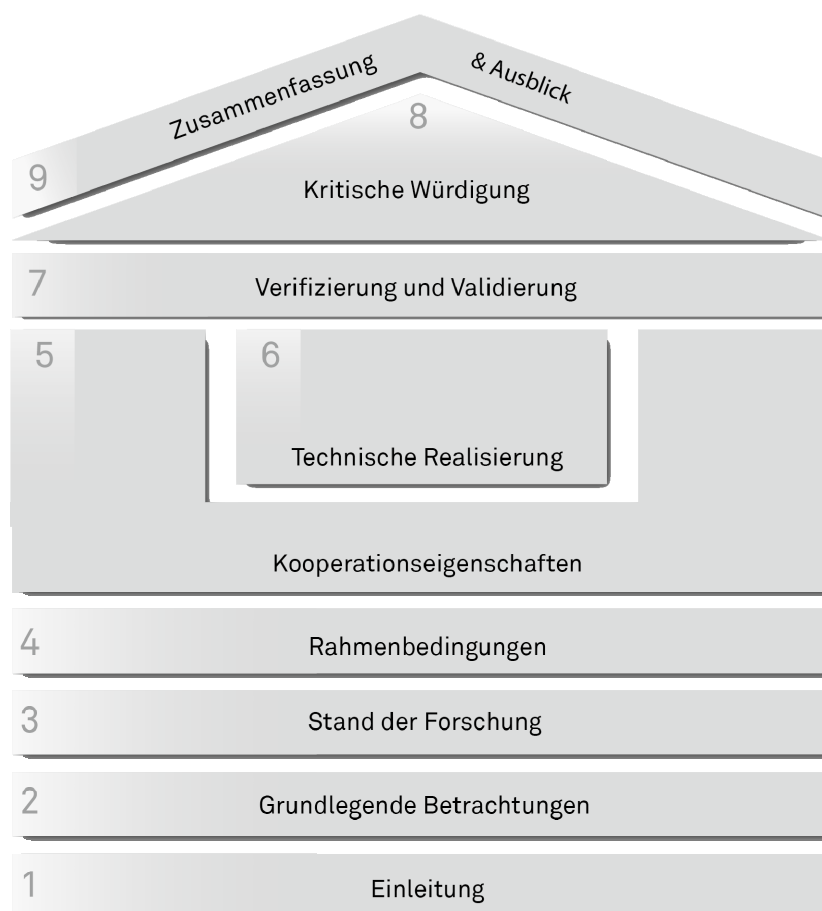 Zusammenfassung & Ausblick
9
8
Kritische Würdigung
7 Verifizierung und Validierung
5
6
Technische Realisierung
Kooperationseigenschaften
4 Rahmenbedingungen
3 Stand der Forschung
2 Grundlegende Betrachtungen
1 Einleitung